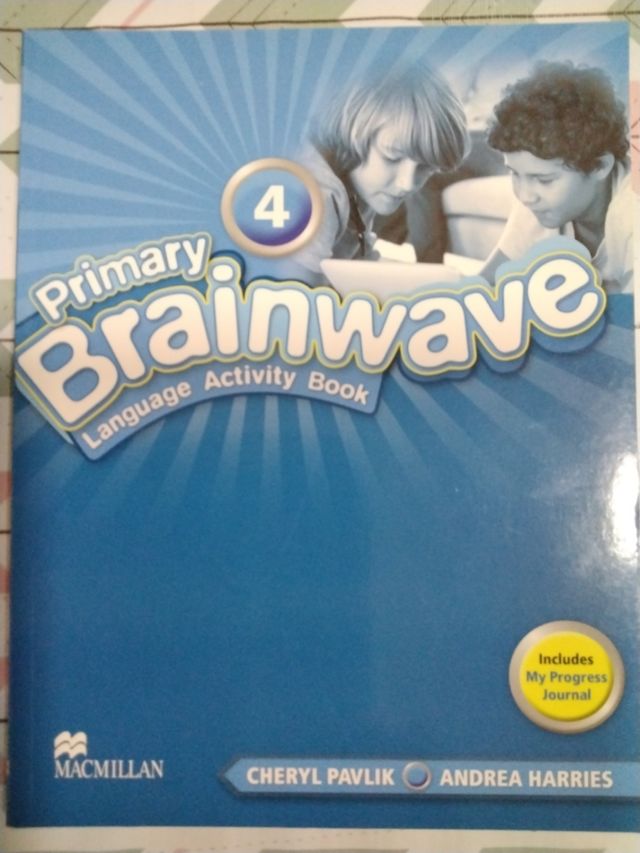 4
Primary
Brainwave
Language Activity Book
Includes
My Progress
Journal
MACMILLAN
CHERYL PAVLIK ANDREA HARRIES